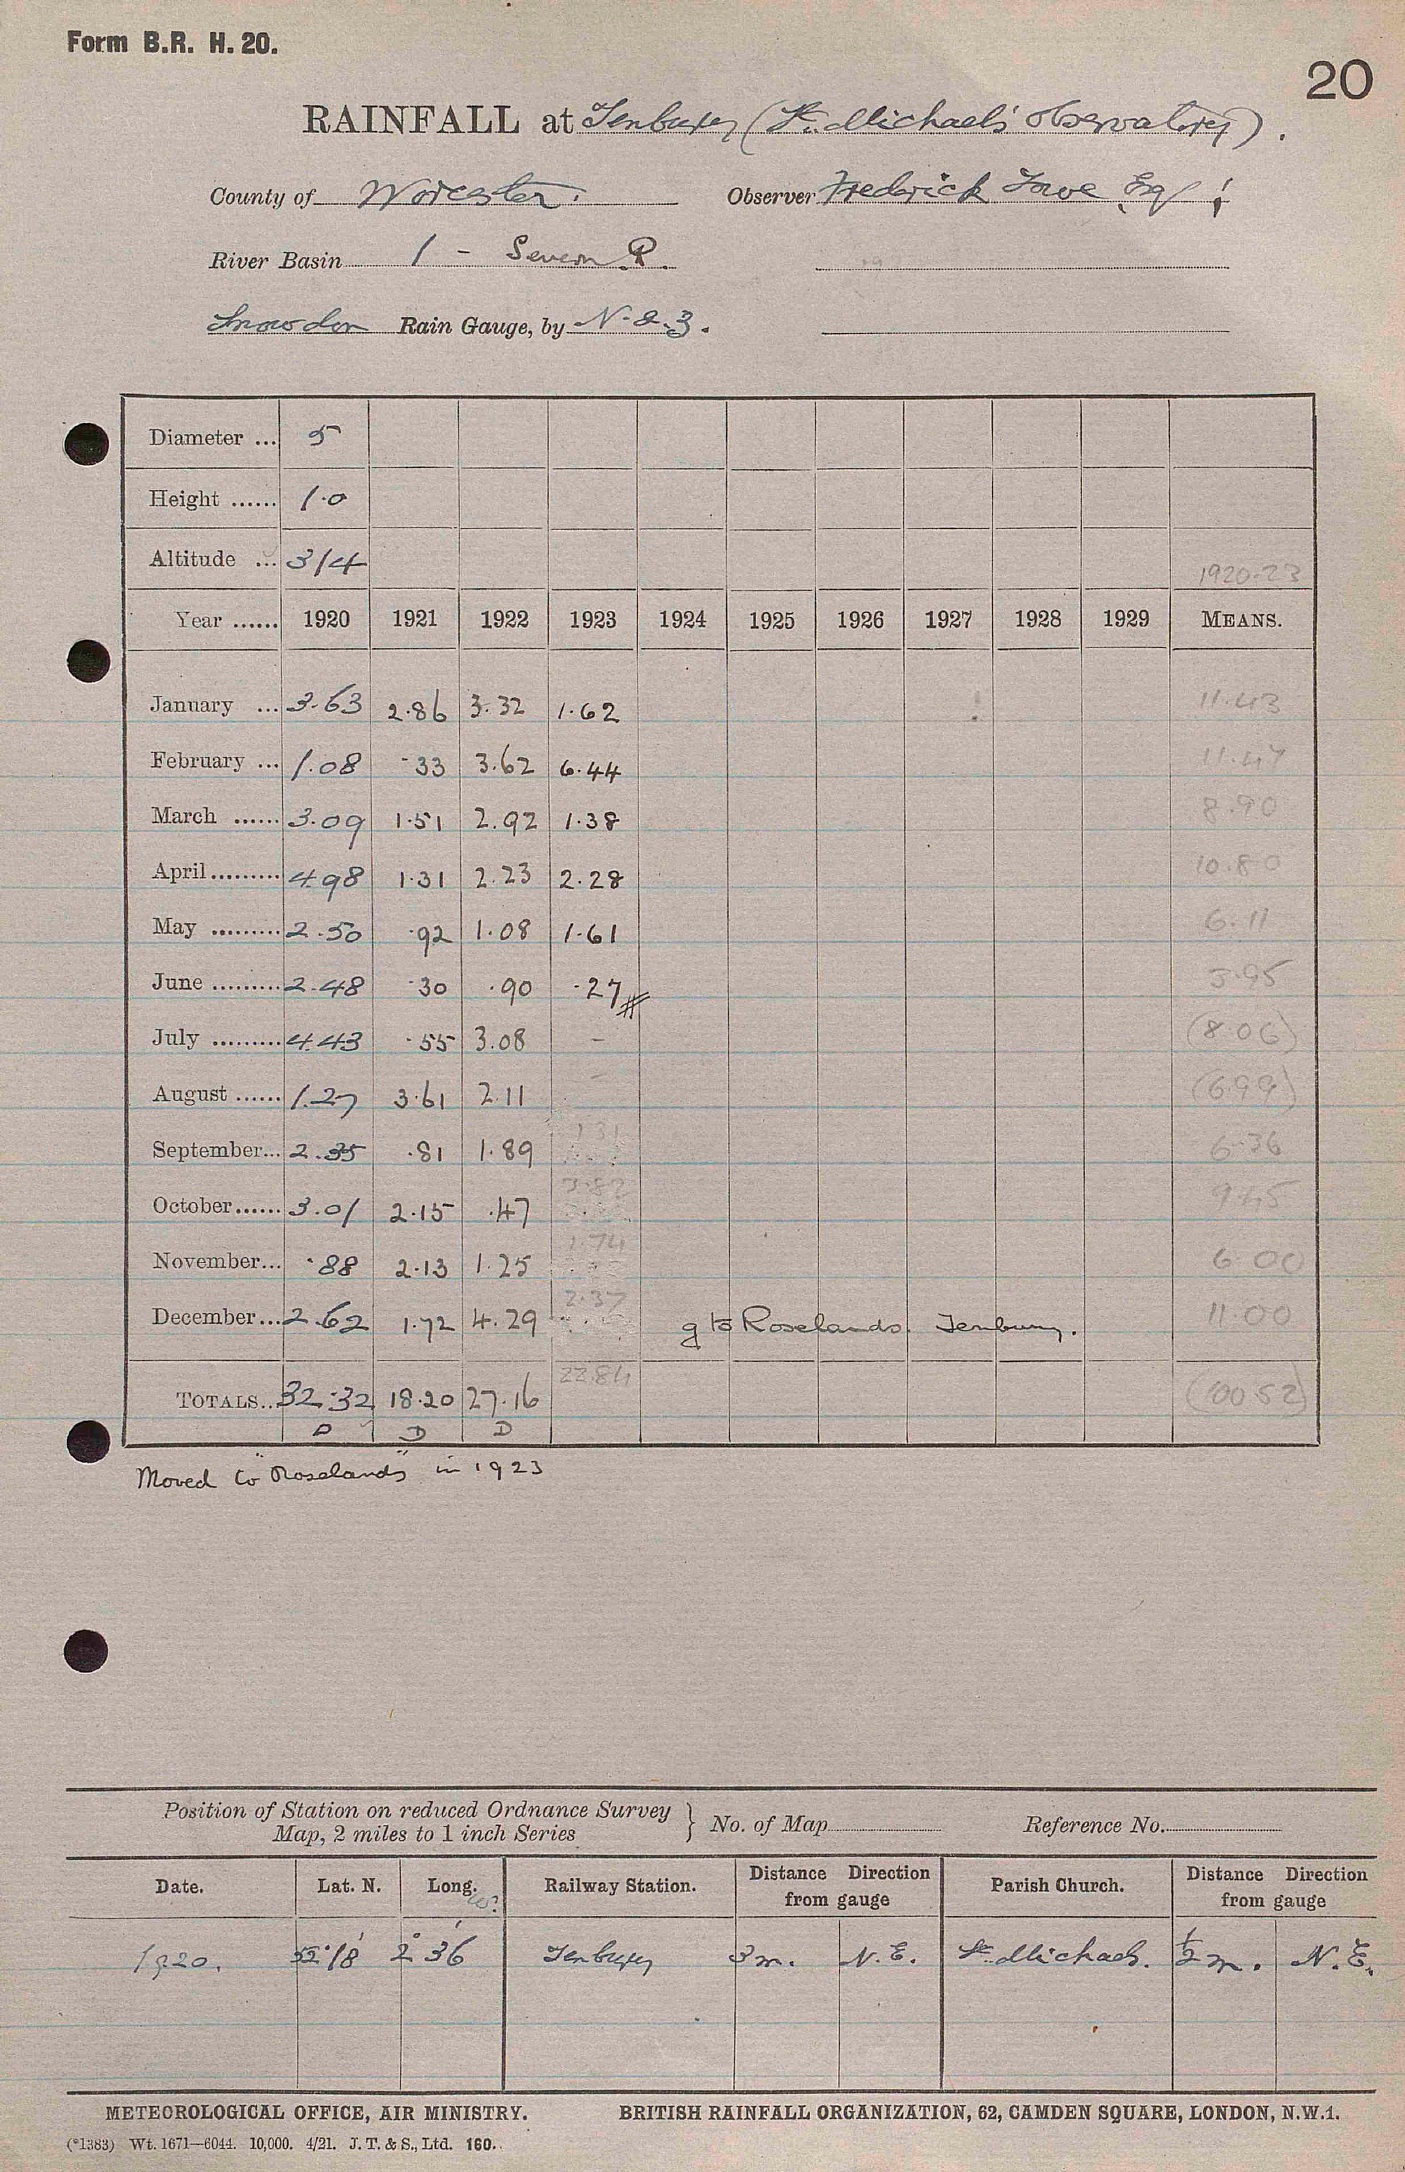 Form B.R. H. 20.
20
RAINFALL at Tenbury (St. Michael's Observatory).
County of Worcester. Observer Frederick Lowe Esq
River Basin 1 - Severn R.
Snowdon Rain Gauge, by N. & Z.
Diameter ... 5
Height ...... 1·0
Altitude ... 314 1920-23
Year ...... 1920 1921 1922 1923 1924 1925 1926 1927 1928 1929 MEANS.
January ... 3·63 2·86 3·32 1·62 11·43
February ... 1·08 ·33 3·62 6·44 11·47
March ...... 3·09 1·51 2·92 1·38 8·90
April ......... 4·98 1·31 2·23 2·28 10·80
May ......... 2·50 ·92 1·08 1·61 6·11
June ......... 2·48 ·30 ·90 ·27 3·95
July ......... 4·43 ·55 3·08 - (8·06)
August ...... 1·27 3·61 2·11 - (6·99)
September... 2·35 ·81 1·89 1·31 6·36
October...... 3·01 2·15 ·47 3·82 9·45
November... ·88 2·13 1·25 1·74 6·00
December... 2·62 1·72 4·29 2·37 g to Roselands. Tenbury. 11·00
TOTALS.. 32·32 18·20 27·16 22·84 (100·52)
D D D
Moved to "Roselands" in 1923
Position of Station on reduced Ordnance Survey
Map, 2 miles to 1 inch Series } No. of Map Reference No.
Date. Lat. N. Long. W. Railway Station. Distance Direction from gauge Parish Church. Distance Direction from gauge
1920. 52° 18' 2° 36' Tenbury 3 m. N.E. St. Michaels. ½ m. N.E.
METEOROLOGICAL OFFICE, AIR MINISTRY. BRITISH RAINFALL ORGANIZATION, 62, CAMDEN SQUARE, LONDON, N.W.1.
(*1383) Wt. 1671—6044. 10,000. 4/21. J. T. & S., Ltd. 160.